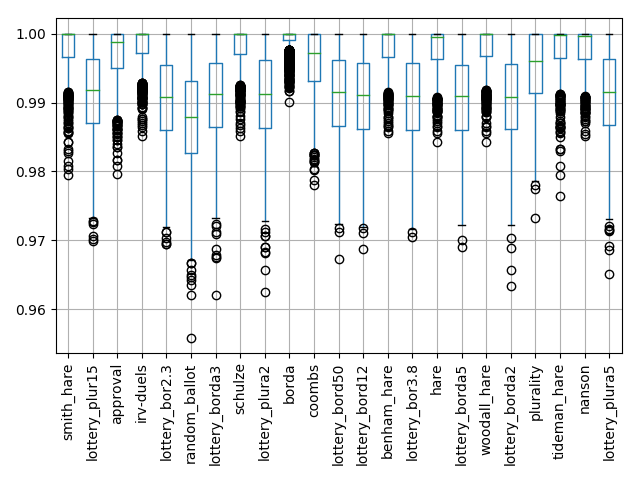 1.00
0.99
0.98
0.97
0.96
smith_hare
lottery_plur15
approval
irv-duels
lottery_bor2.3
random_ballot
lottery_borda3
schulze
lottery_plura2
borda
coombs
lottery_bord50
lottery_bord12
benham_hare
lottery_bor3.8
hare
lottery_borda5
woodall_hare
lottery_borda2
plurality
tideman_hare
nanson
lottery_plura5